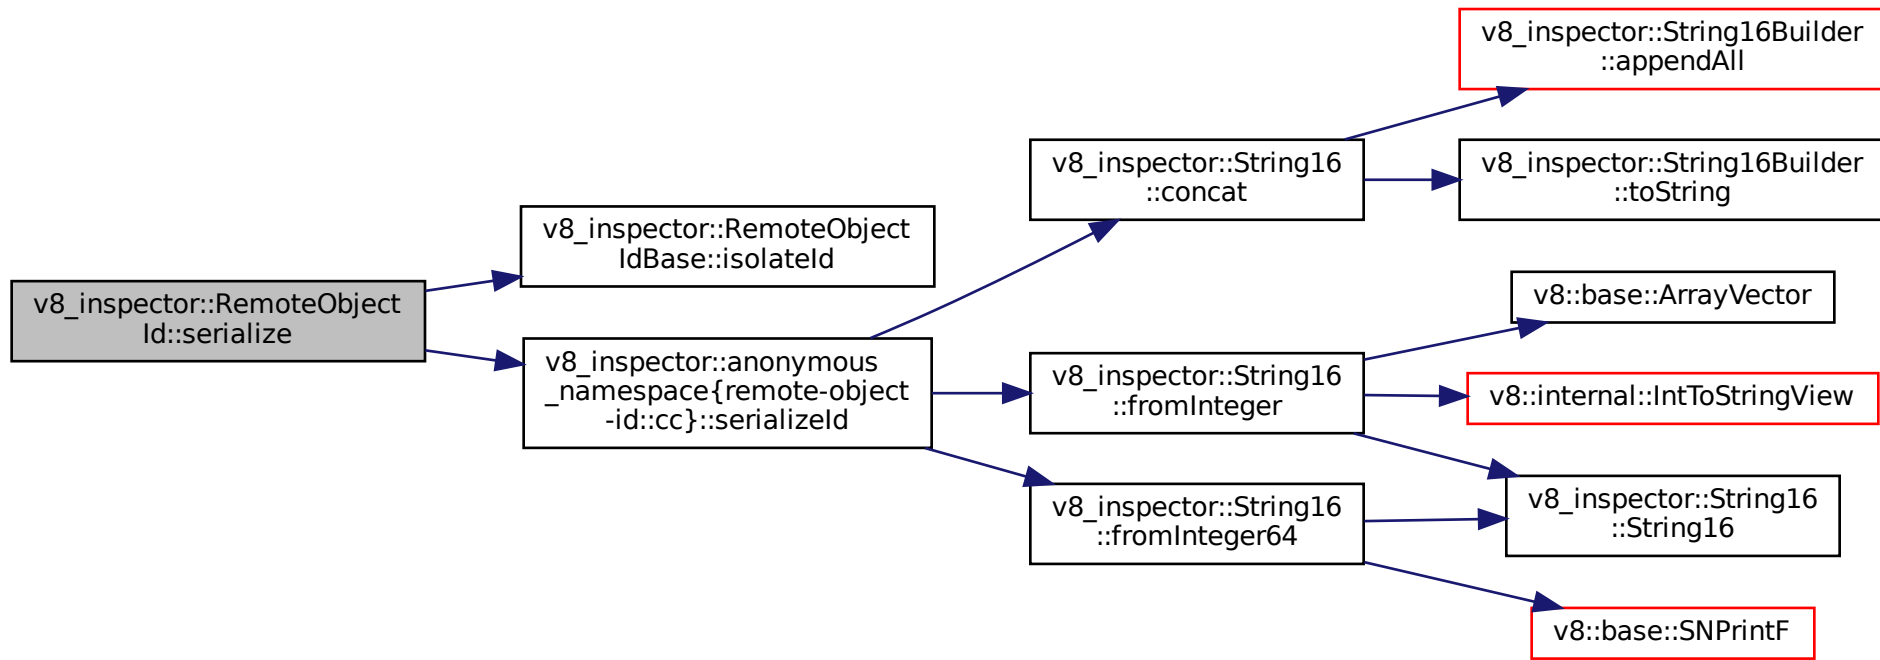 v8_inspector::RemoteObject
Id::serialize
v8_inspector::RemoteObject
IdBase::isolateId
v8_inspector::anonymous
_namespace{remote-object
-id::cc}::serializeId
v8_inspector::String16
::concat
v8_inspector::String16
::fromInteger
v8_inspector::String16
::fromInteger64
v8_inspector::String16Builder
::appendAll
v8_inspector::String16Builder
::toString
v8::base::ArrayVector
v8::internal::IntToStringView
v8_inspector::String16
::String16
v8::base::SNPrintF